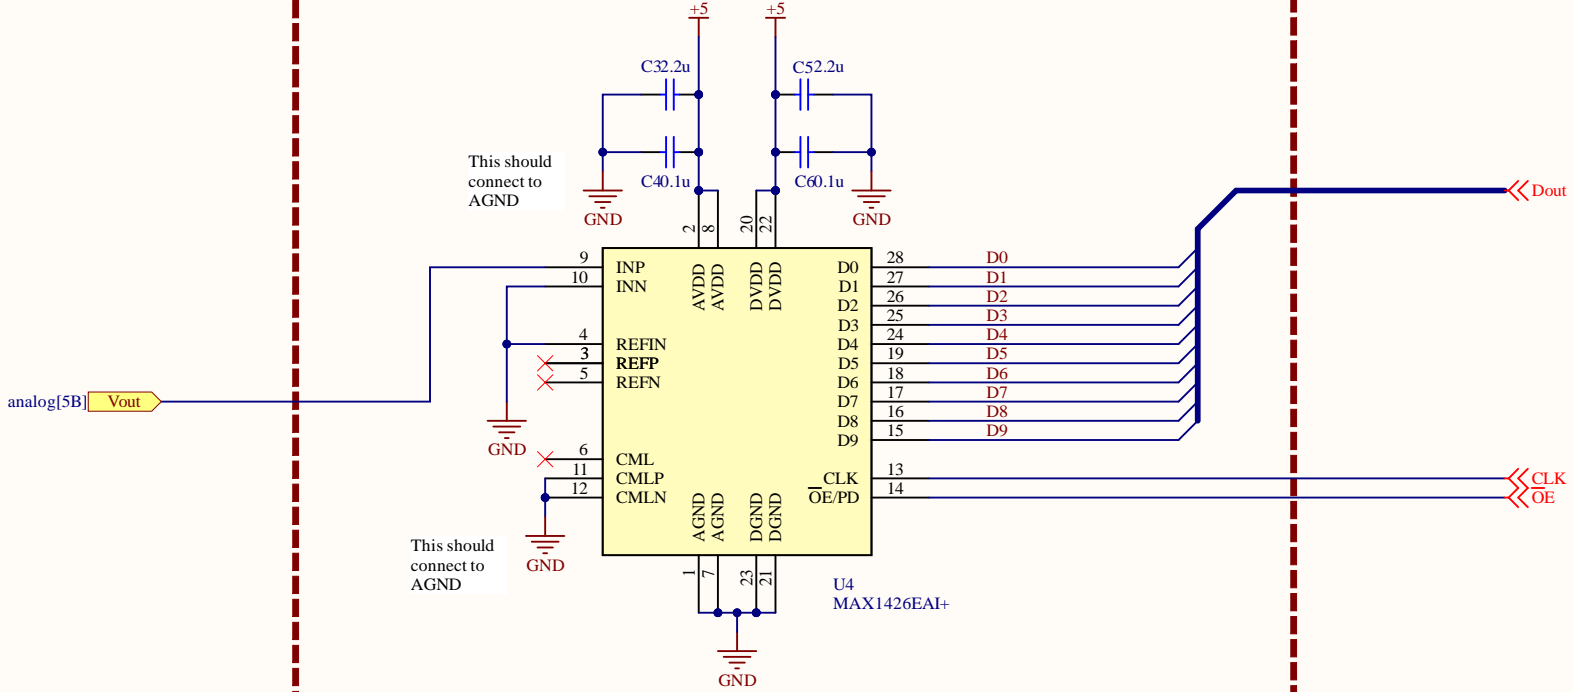 +5
+5
C32.2u
C52.2u
This should
connect to
AGND
C40.1u
C60.1u
GND
GND
Dout
2
8
20
22
AVDD
AVDD
DVDD
DVDD
9
INP
10
INN
4
REFIN
3
REFP
5
REFN
6
CML
11
CMLP
12
CMLN
D0
28
D0
D1
27
D1
D2
26
D2
D3
25
D3
D4
24
D4
D5
19
D5
D6
18
D6
D7
17
D7
D8
16
D8
D9
15
D9
CLK
13
CLK
OE/PD
14
OE
analog[5B]
Vout
GND
This should
connect to
AGND
GND
AGND
AGND
DGND
DGND
1
7
23
21
U4
MAX1426EAI+
GND